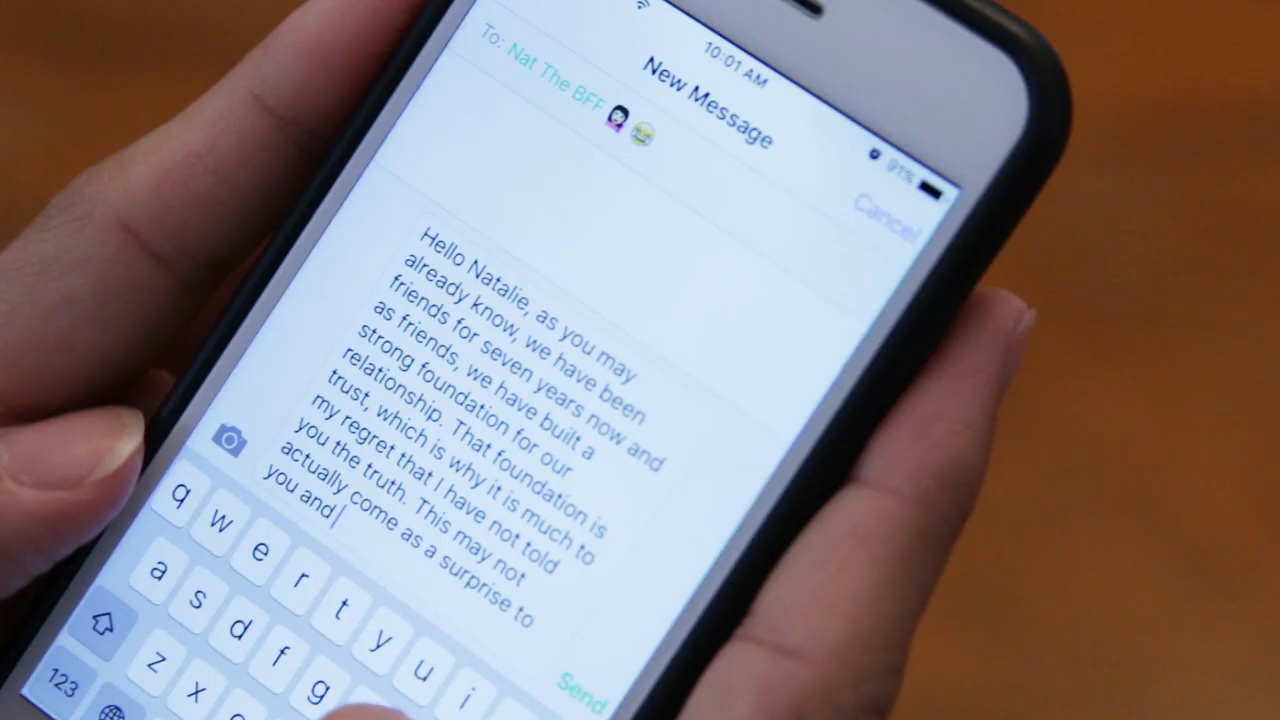 10:01 AM
91%
New Message
Cancel
To: Nat The BFF 🙋🏻‍♀️😂
Hello Natalie, as you may
already know, we have been
friends for seven years now and
as friends, we have built a
strong foundation for our
relationship. That foundation is
trust, which is why it is much to
my regret that I have not told
you the truth. This may not
actually come as a surprise to
you and
Send
q w e r t y u i
a s d f g
z x
123